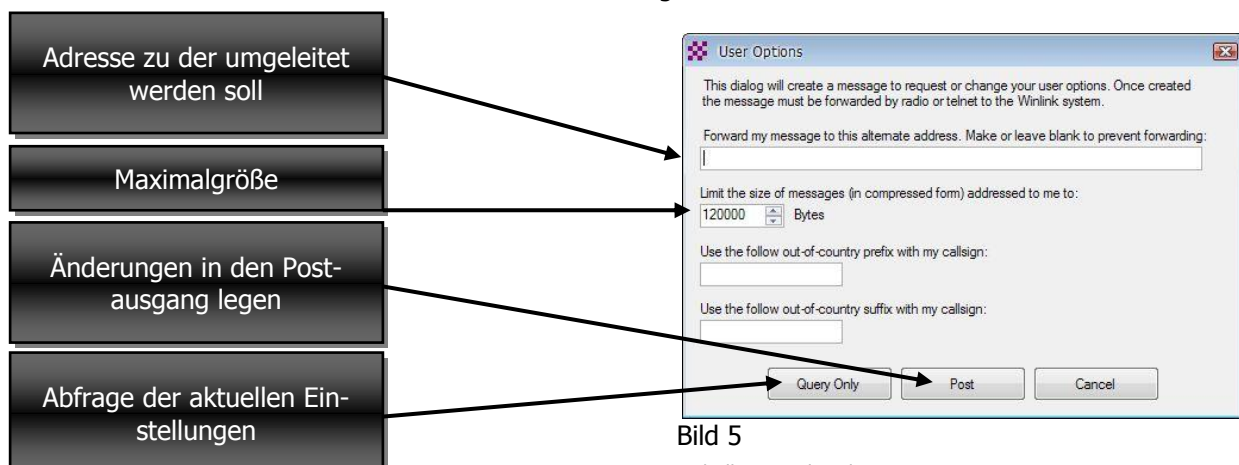 Adresse zu der umgeleitet
werden soll
Maximalgröße
Änderungen in den Post-
ausgang legen
Abfrage der aktuellen Ein-
stellungen
User Options
This dialog will create a message to request or change your user options. Once created
the message must be forwarded by radio or telnet to the Winlink system.
Forward my message to this alternate address. Make or leave blank to prevent forwarding:
Limit the size of messages (in compressed form) addressed to me to:
120000 Bytes
Use the follow out-of-country prefix with my callsign:
Use the follow out-of-country suffix with my callsign:
Query Only Post Cancel
Bild 5